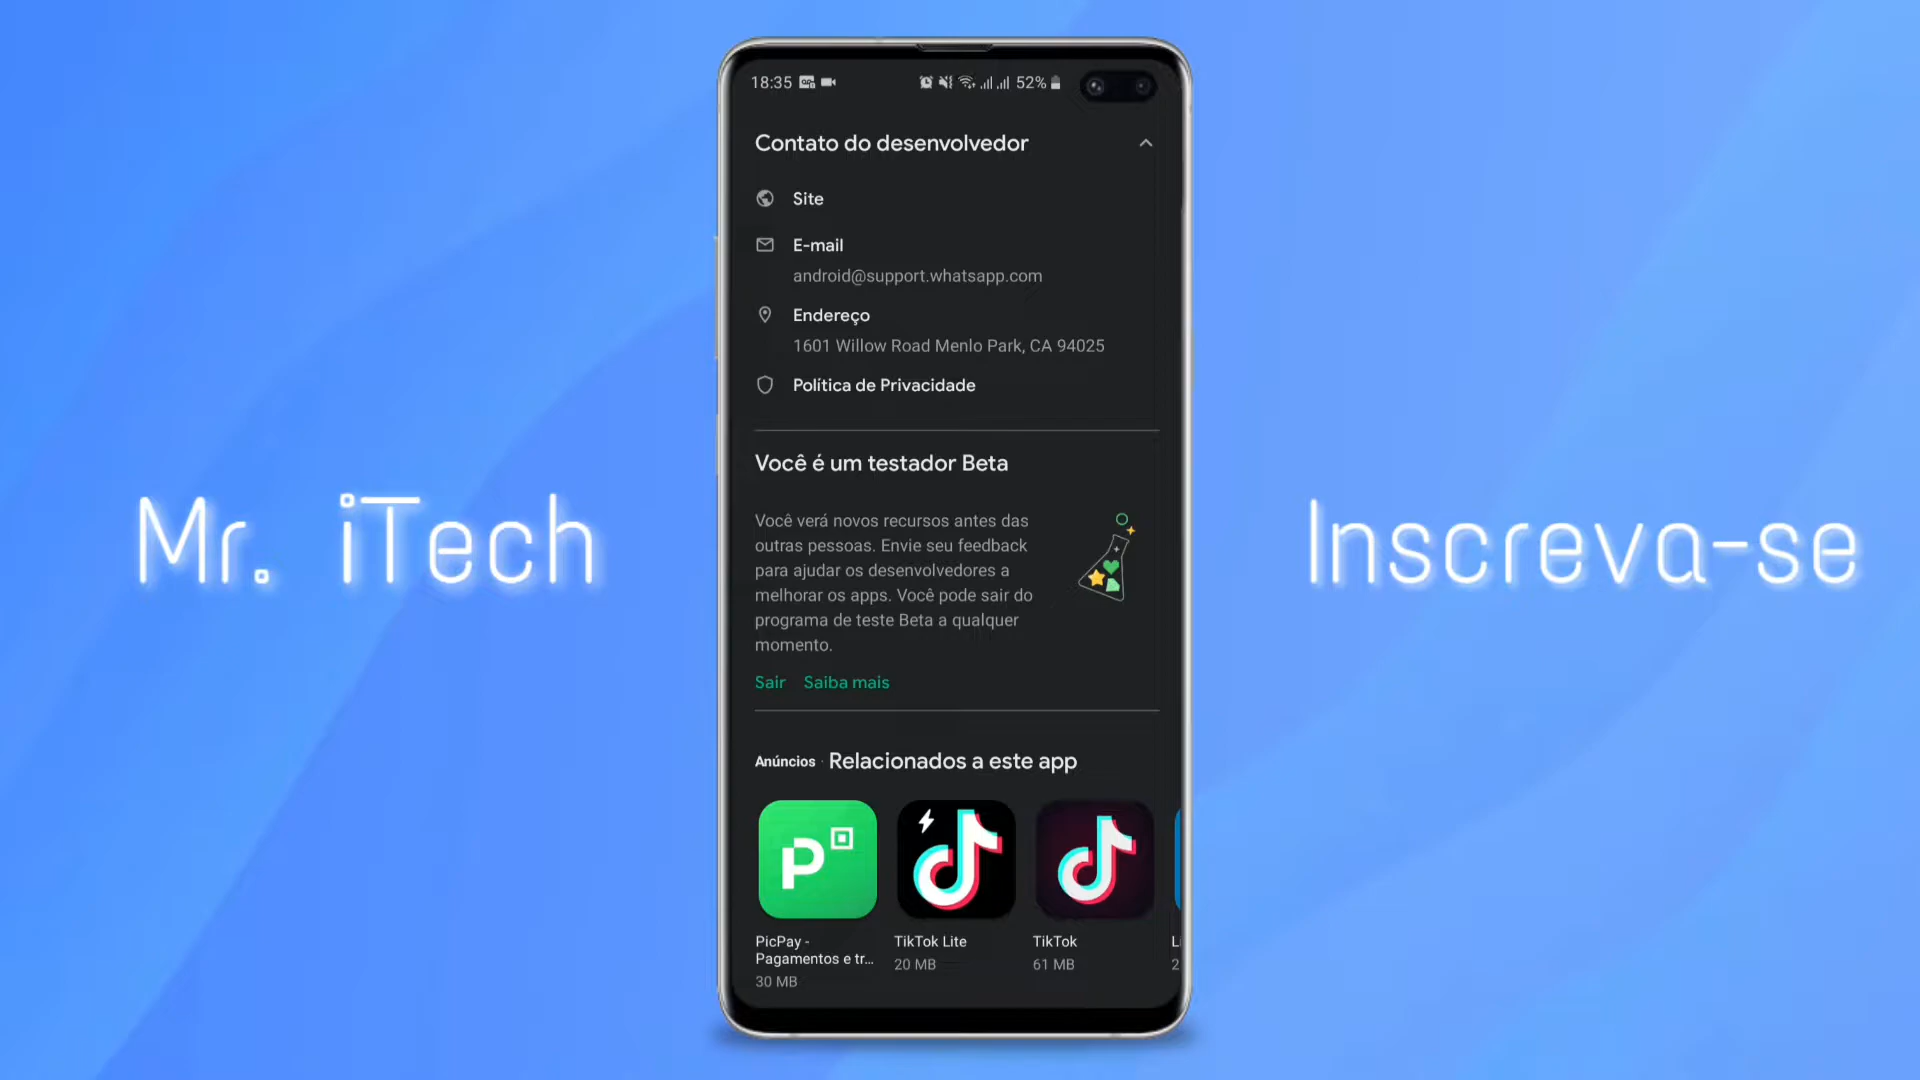 18:35
52%
Contato do desenvolvedor
Site
E-mail
android@support.whatsapp.com
Endereço
1601 Willow Road Menlo Park, CA 94025
Política de Privacidade
Você é um testador Beta
Você verá novos recursos antes das
outras pessoas. Envie seu feedback
para ajudar os desenvolvedores a
melhorar os apps. Você pode sair do
programa de teste Beta a qualquer
momento.
Sair Saiba mais
Mr. iTech
Inscreva-se
Anúncios · Relacionados a este app
PicPay -
Pagamentos e tr...
30 MB
TikTok Lite
20 MB
TikTok
61 MB